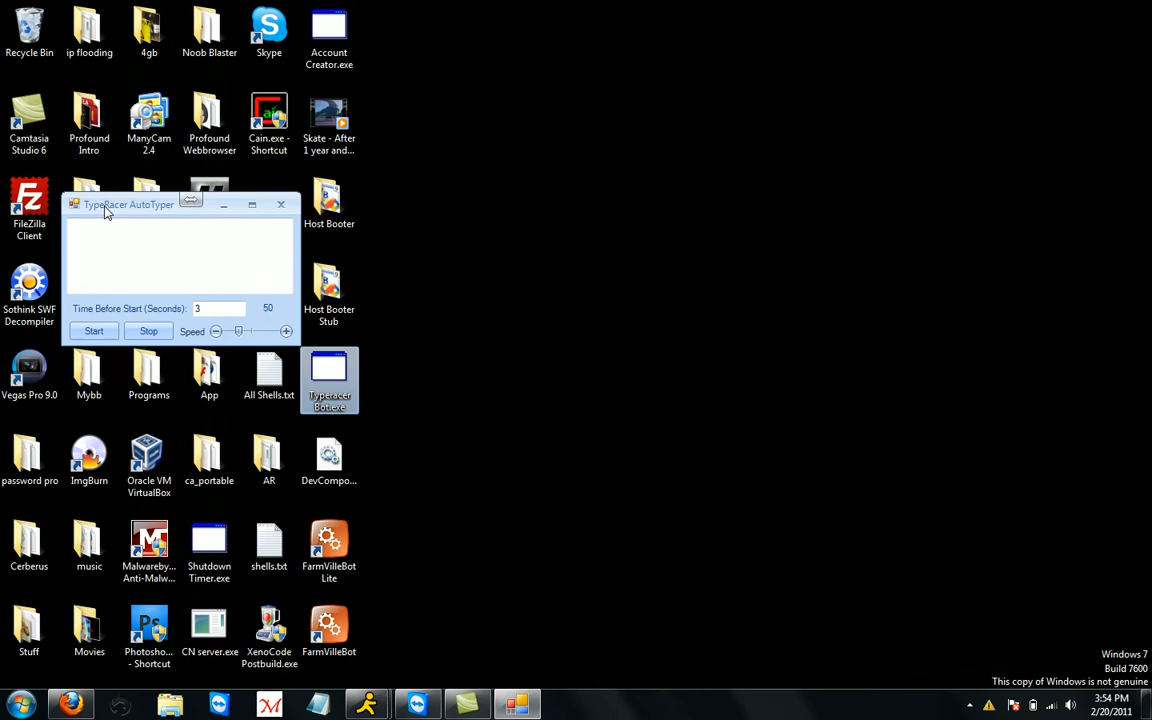 Recycle Bin
ip flooding
4gb
Noob Blaster
Skype
Account
Creator.exe
Camtasia
Studio 6
Profound
Intro
ManyCam
2.4
Profound
Webbrowser
Cain.exe -
Shortcut
Skate - After
1 year and...
FileZilla
Client
TypeRacer AutoTyper
Host Booter
Time Before Start (Seconds):
3
50
Start
Stop
Speed
Sothink SWF
Decompiler
Host Booter
Stub
Vegas Pro 9.0
Mybb
Programs
App
All Shells.txt
Typeracer
Bot.exe
password pro
ImgBurn
Oracle VM
VirtualBox
ca_portable
AR
DevCompo...
Cerberus
music
Malwareby...
Anti-Malw...
Shutdown
Timer.exe
shells.txt
FarmVilleBot
Lite
Stuff
Movies
Photosho...
- Shortcut
CN server.exe
XenoCode
Postbuild.exe
FarmVilleBot
Windows 7
Build 7600
This copy of Windows is not genuine
3:54 PM
2/20/2011